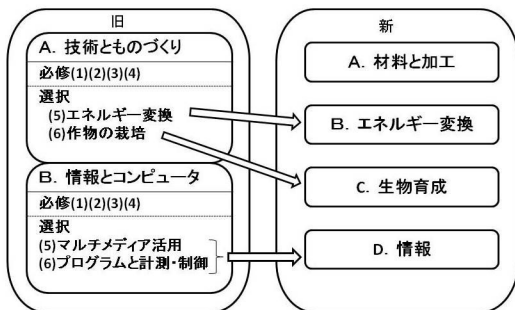 旧
A. 技術とものづくり
必修(1)(2)(3)(4)
選択
(5)エネルギー変換
(6)作物の栽培
B. 情報とコンピュータ
必修(1)(2)(3)(4)
選択
(5)マルチメディア活用
(6)プログラムと計測・制御
新
A. 材料と加工
B. エネルギー変換
C. 生物育成
D. 情報